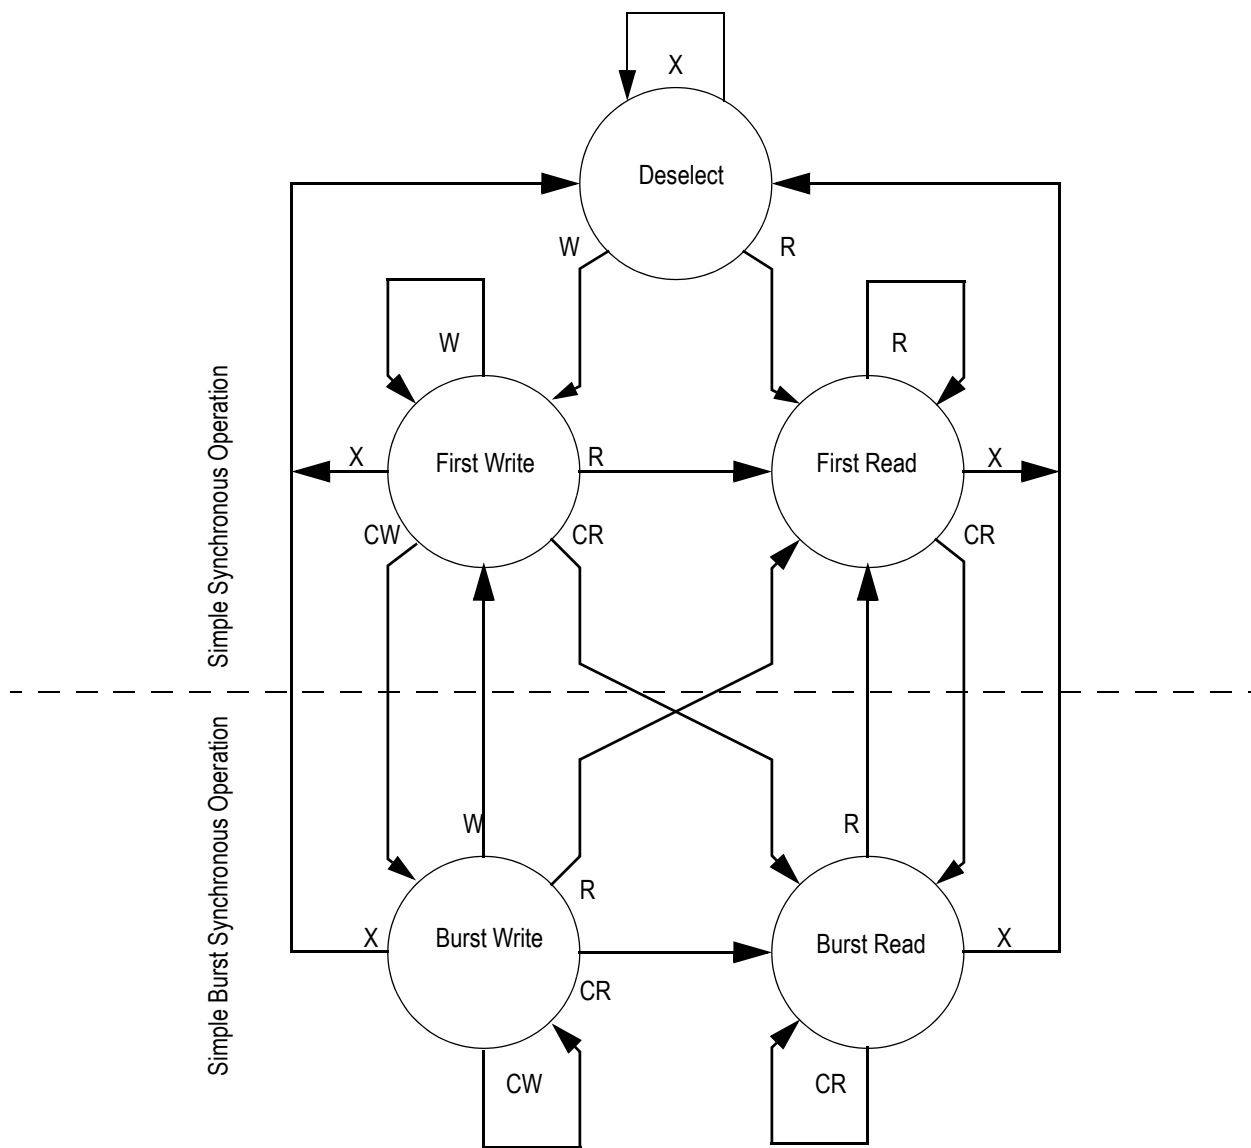 X
Deselect
W
R
W
R
X
First Write
R
First Read
X
CW
CR
CR
Simple Synchronous Operation
Simple Burst Synchronous Operation
W
R
R
X
Burst Write
Burst Read
X
CR
CW
CR